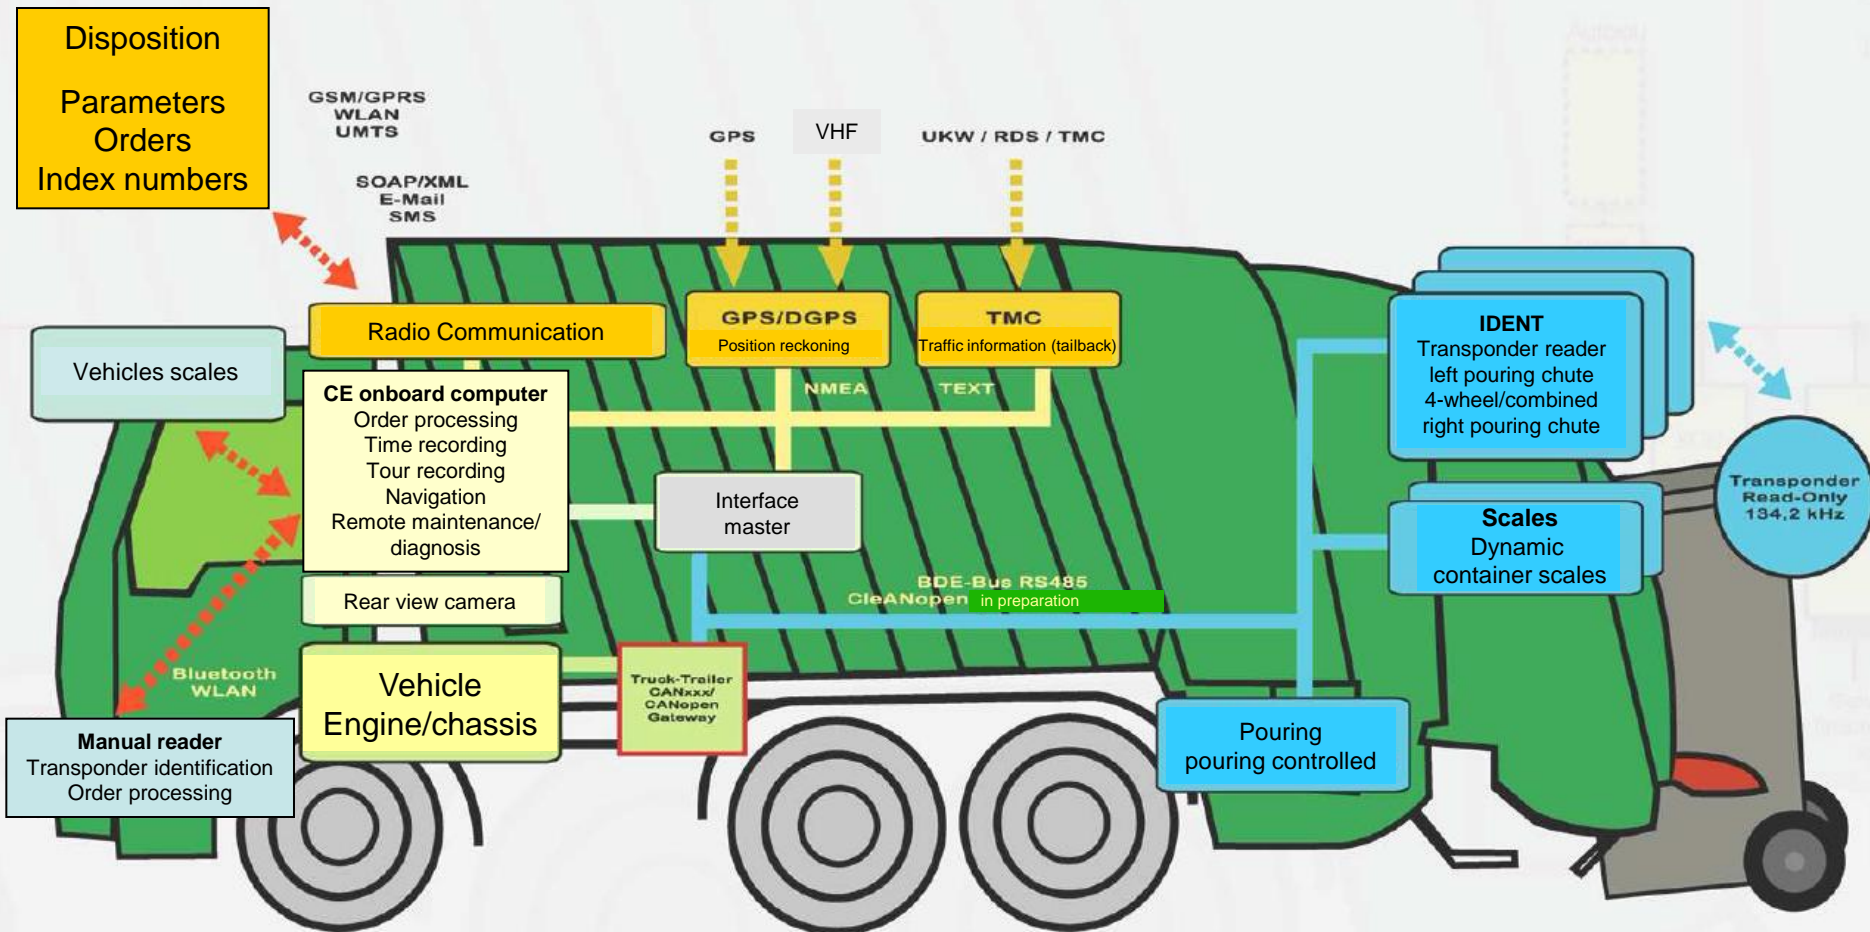 Disposition
Parameters
Orders
Index numbers
GSM/GPRS
WLAN
UMTS
SOAP/XML
E-Mail
SMS
GPS
VHF
UKW / RDS / TMC
Radio Communication
GPS/DGPS
Position reckoning
TMC
Traffic information (tailback)
NMEA
TEXT
Vehicles scales
CE onboard computer
Order processing
Time recording
Tour recording
Navigation
Remote maintenance/
diagnosis
Rear view camera
Interface
master
BDE-Bus RS485
CleANopen in preparation
IDENT
Transponder reader
left pouring chute
4-wheel/combined
right pouring chute
Scales
Dynamic
container scales
Transponder
Read-Only
134,2 kHz
Bluetooth
WLAN
Vehicle
Engine/chassis
Truck-Trailer
CANxxx/
CANopen
Gateway
Manual reader
Transponder identification
Order processing
Pouring
pouring controlled